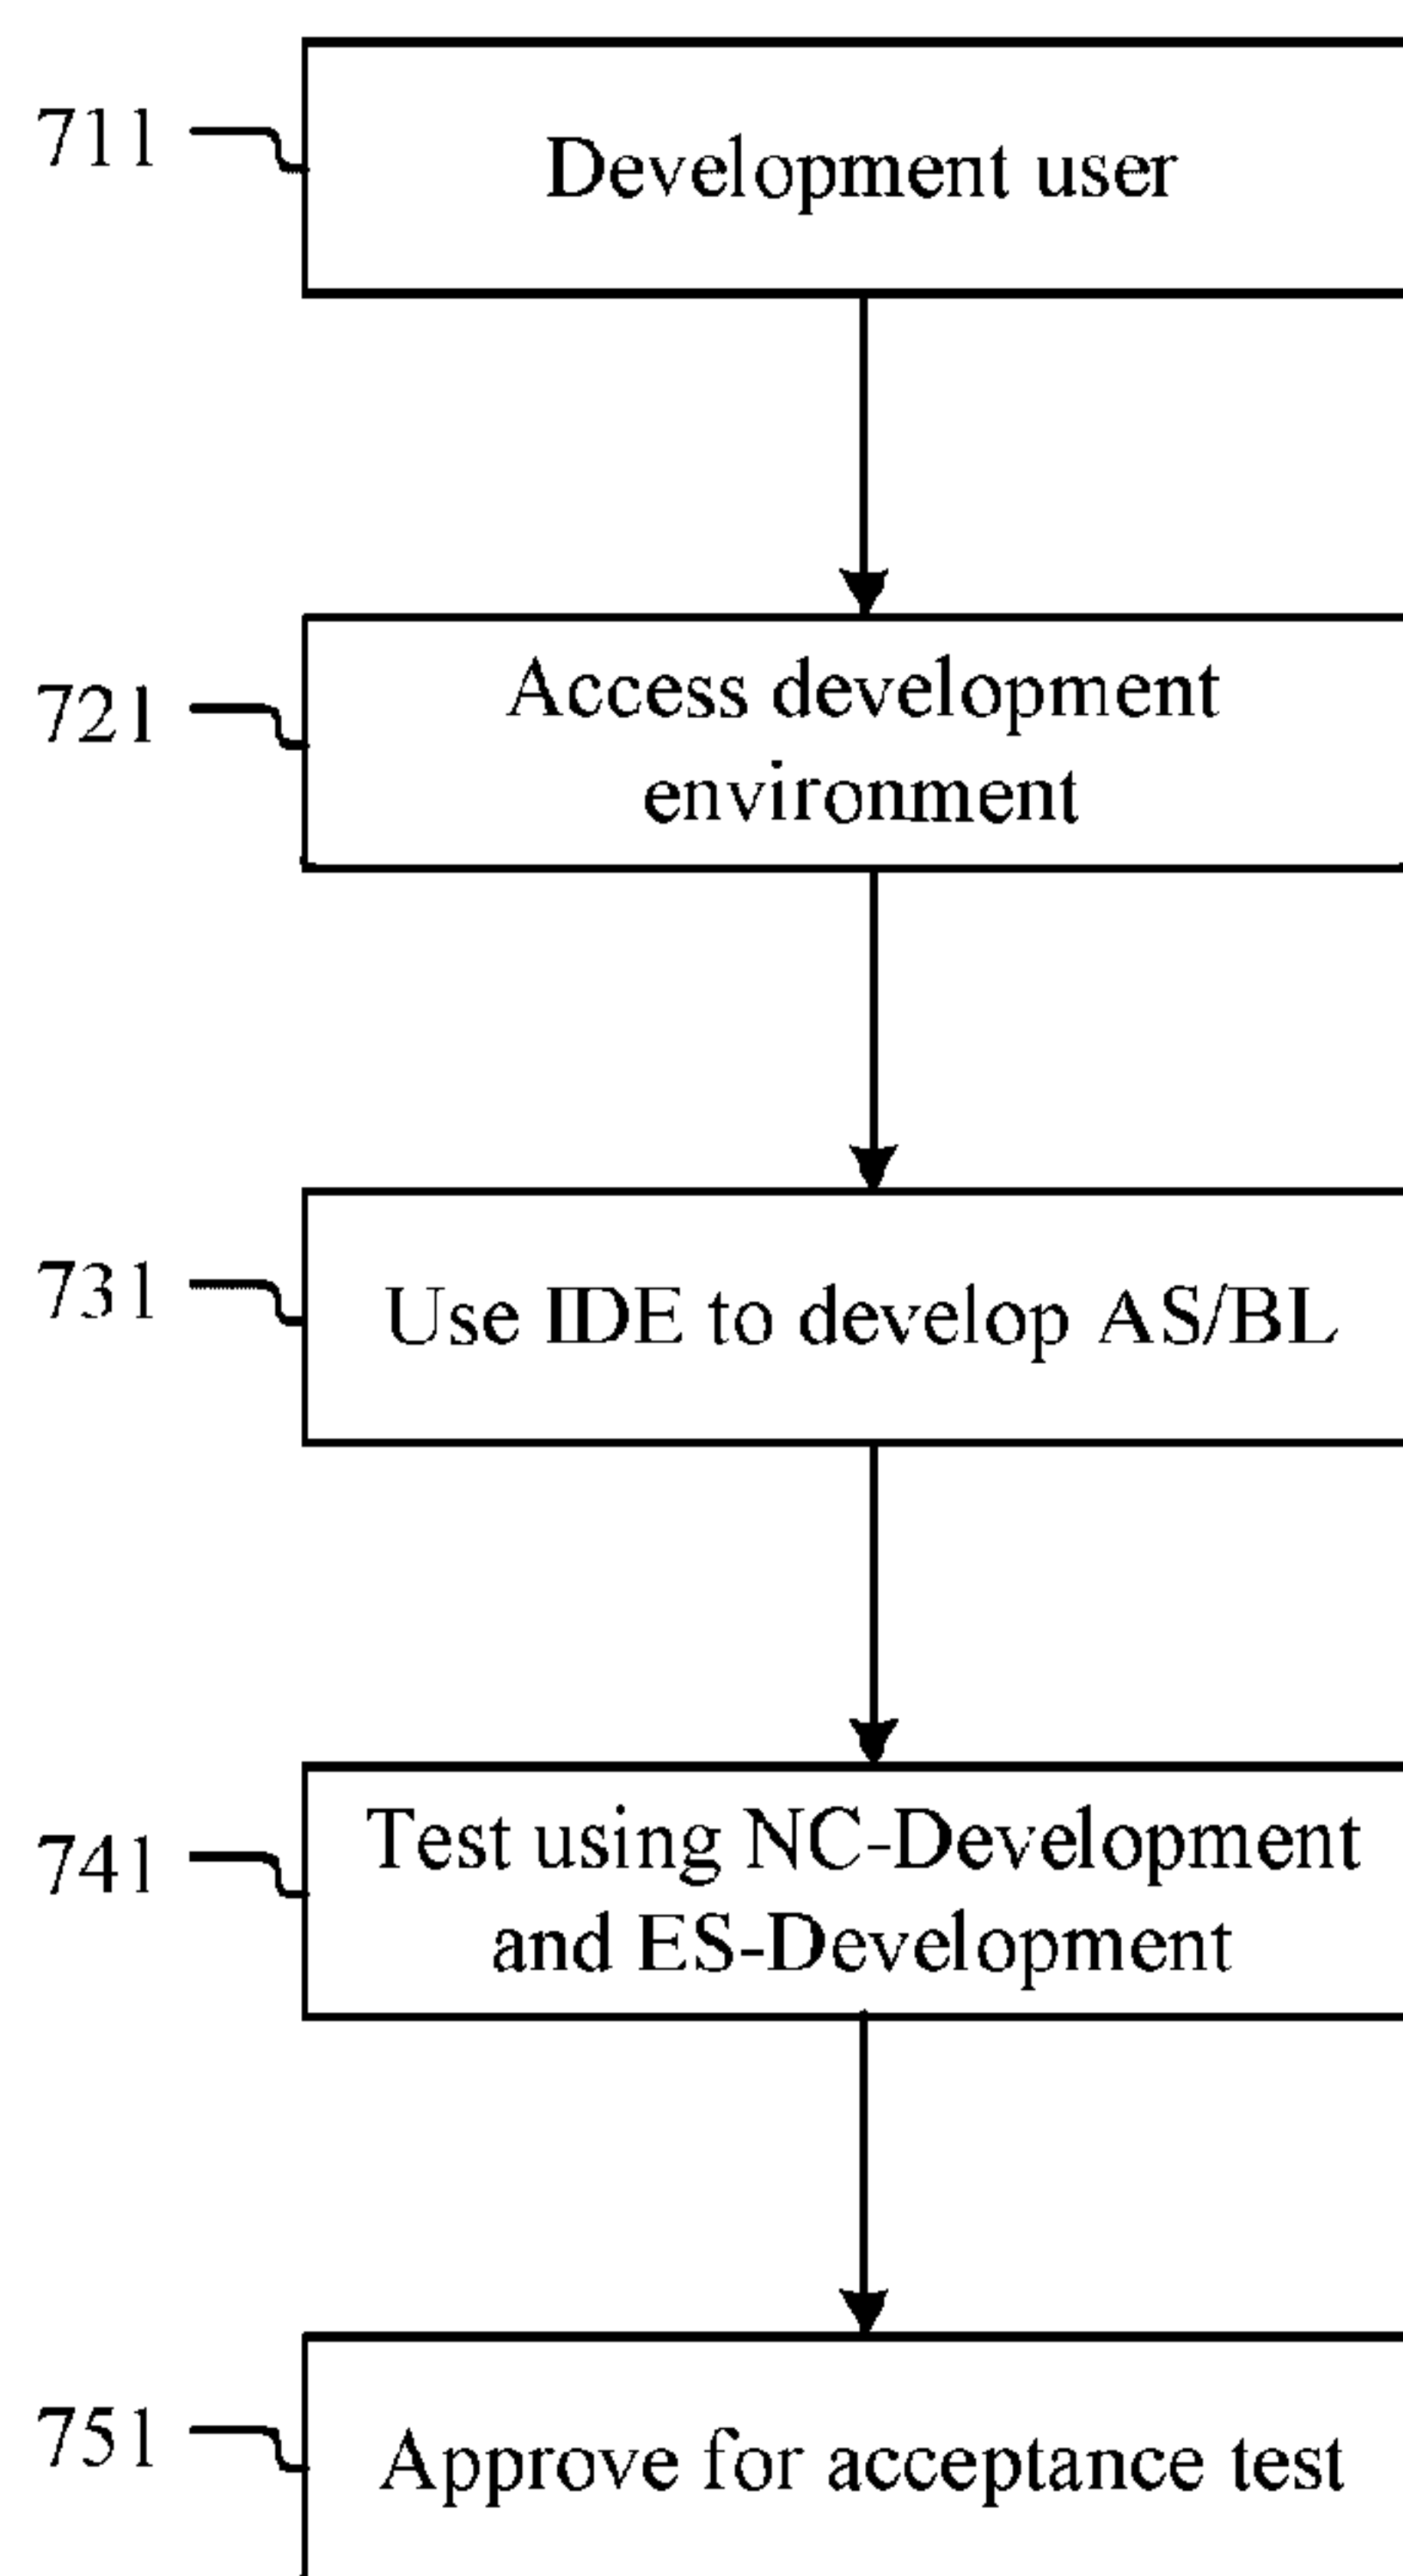 711
Development user
721
Access development
environment
731
Use IDE to develop AS/BL
741
Test using NC-Development
and ES-Development
751
Approve for acceptance test